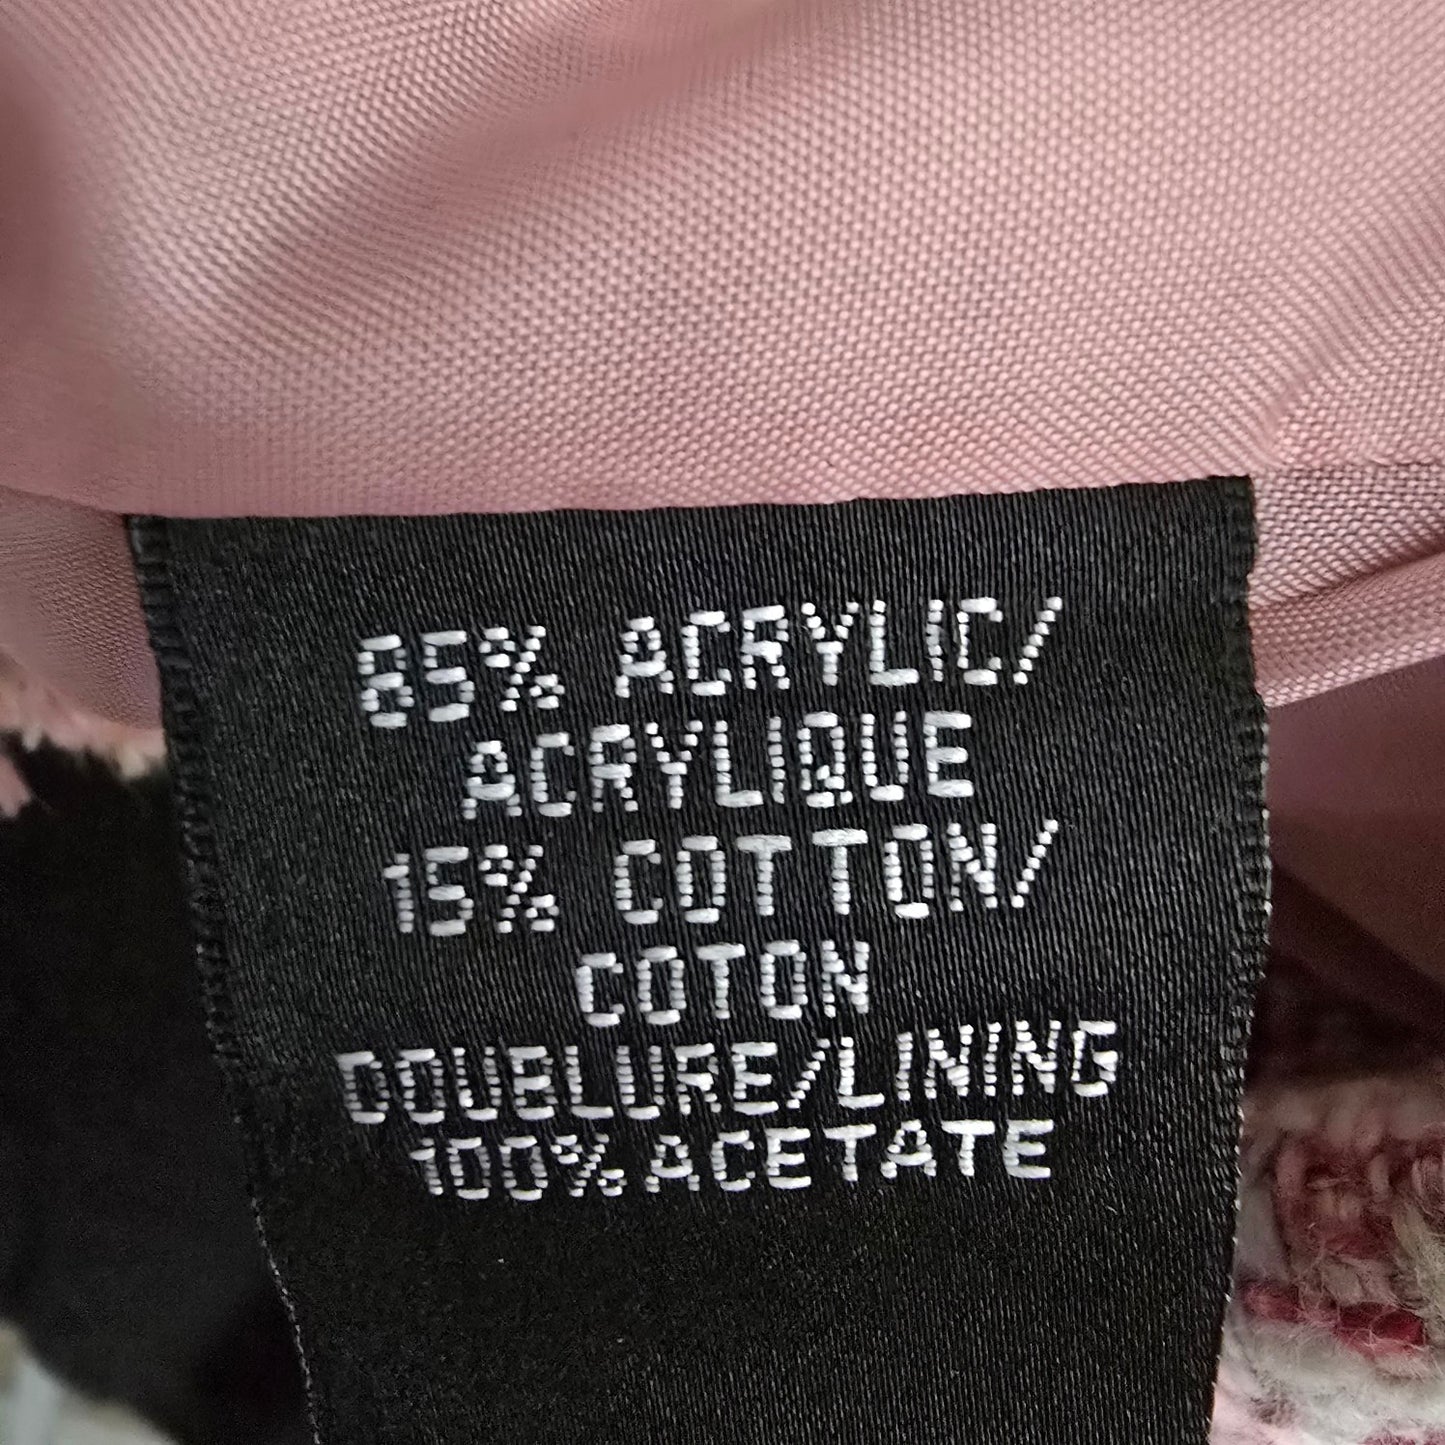 85% ACRYLIC/
ACRYLIQUE
15% COTTON/
COTON
DOUBLURE/LINING
100% ACETATE